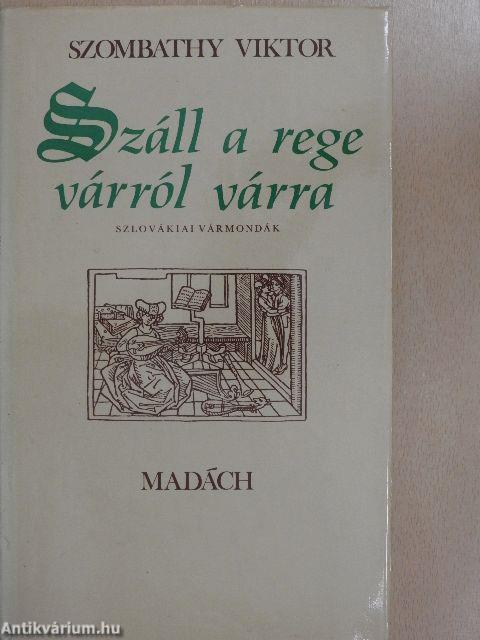 SZOMBATHY VIKTOR
Száll a rege
várról várra
SZLOVÁKIAI VÁRMONDÁK
MADÁCH
Antikvárium.hu